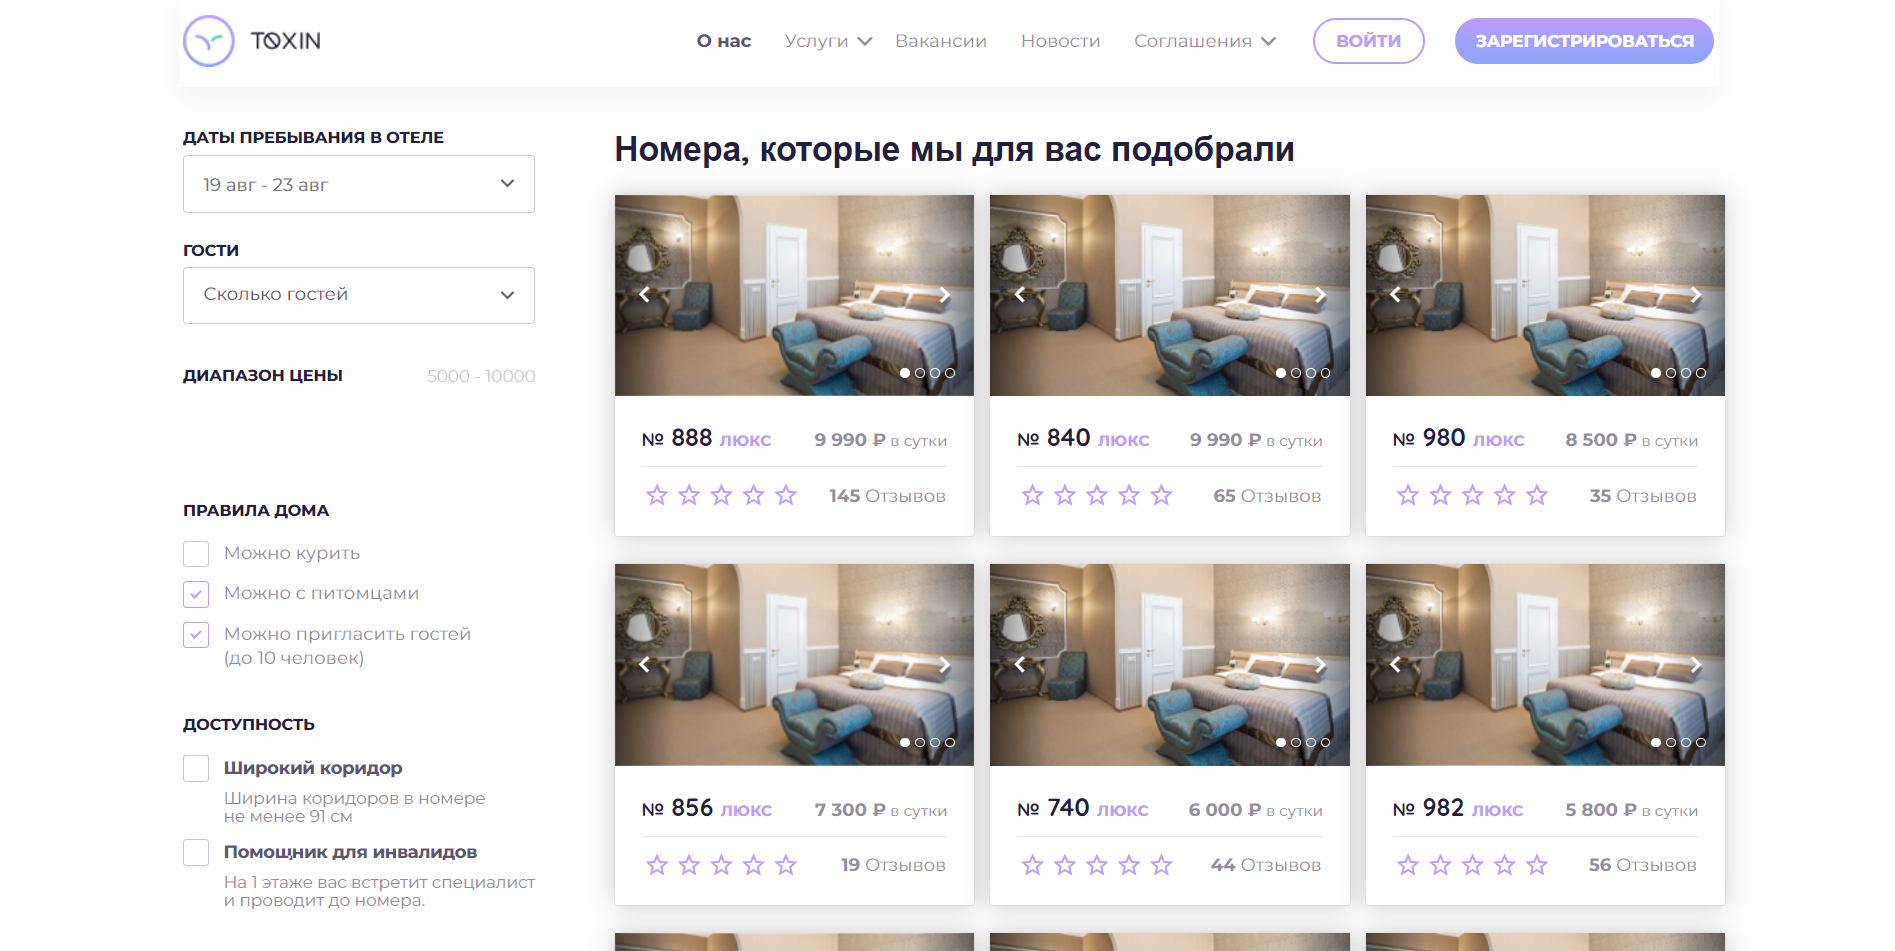 TOXIN
О нас
Услуги
Вакансии
Новости
Соглашения
ВОЙТИ
ЗАРЕГИСТРИРОВАТЬСЯ
ДАТЫ ПРЕБЫВАНИЯ В ОТЕЛЕ
19 авг - 23 авг
ГОСТИ
Сколько гостей
ДИАПАЗОН ЦЕНЫ
5000 - 10000
ПРАВИЛА ДОМА
Можно курить
Можно с питомцами
Можно пригласить гостей
(до 10 человек)
ДОСТУПНОСТЬ
Широкий коридор
Ширина коридоров в номере
не менее 91 см
Помощник для инвалидов
На 1 этаже вас встретит специалист
и проводит до номера.
Номера, которые мы для вас подобрали
№ 888 ЛЮКС 9 990 ₽ в сутки
145 Отзывов
№ 840 ЛЮКС 9 990 ₽ в сутки
65 Отзывов
№ 980 ЛЮКС 8 500 ₽ в сутки
35 Отзывов
№ 856 ЛЮКС 7 300 ₽ в сутки
19 Отзывов
№ 740 ЛЮКС 6 000 ₽ в сутки
44 Отзывов
№ 982 ЛЮКС 5 800 ₽ в сутки
56 Отзывов